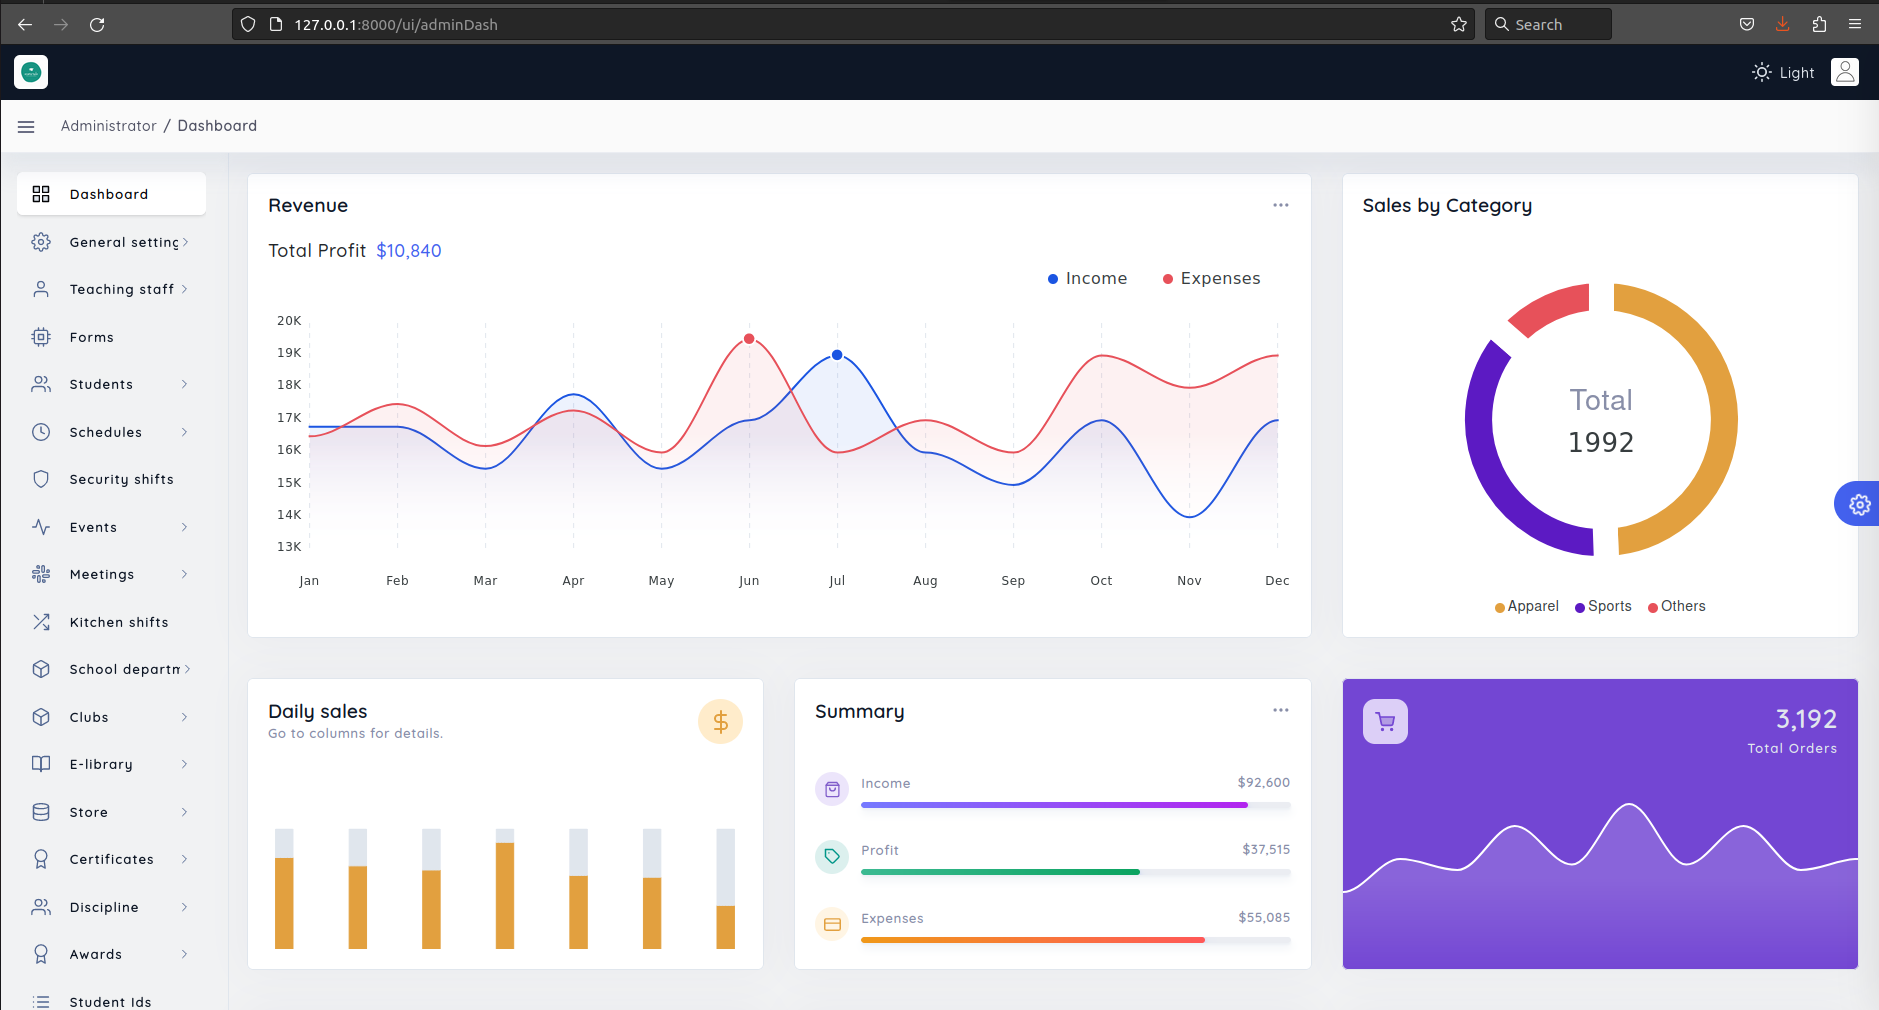 127.0.0.1:8000/ui/adminDash
Search
Light
Administrator / Dashboard
Dashboard
General setting
Teaching staff
Forms
Students
Schedules
Security shifts
Events
Meetings
Kitchen shifts
School departm
Clubs
E-library
Store
Certificates
Discipline
Awards
Student Ids
Revenue
Total Profit $10,840
Income Expenses
20K
19K
18K
17K
16K
15K
14K
13K
Jan Feb Mar Apr May Jun Jul Aug Sep Oct Nov Dec
Sales by Category
Total
1992
Apparel Sports Others
Daily sales
Go to columns for details.
Summary
Income $92,600
Profit $37,515
Expenses $55,085
3,192
Total Orders